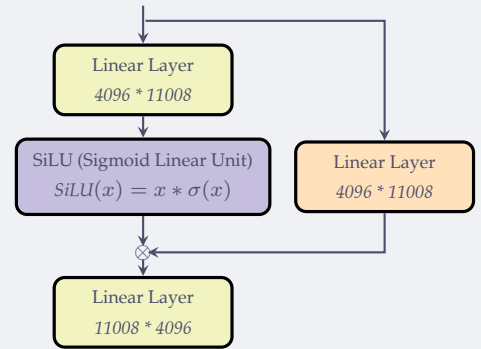 Linear Layer
4096 * 11008
SiLU (Sigmoid Linear Unit)
SiLU(x) = x ∗ σ(x)
Linear Layer
4096 * 11008
⊗
Linear Layer
11008 * 4096